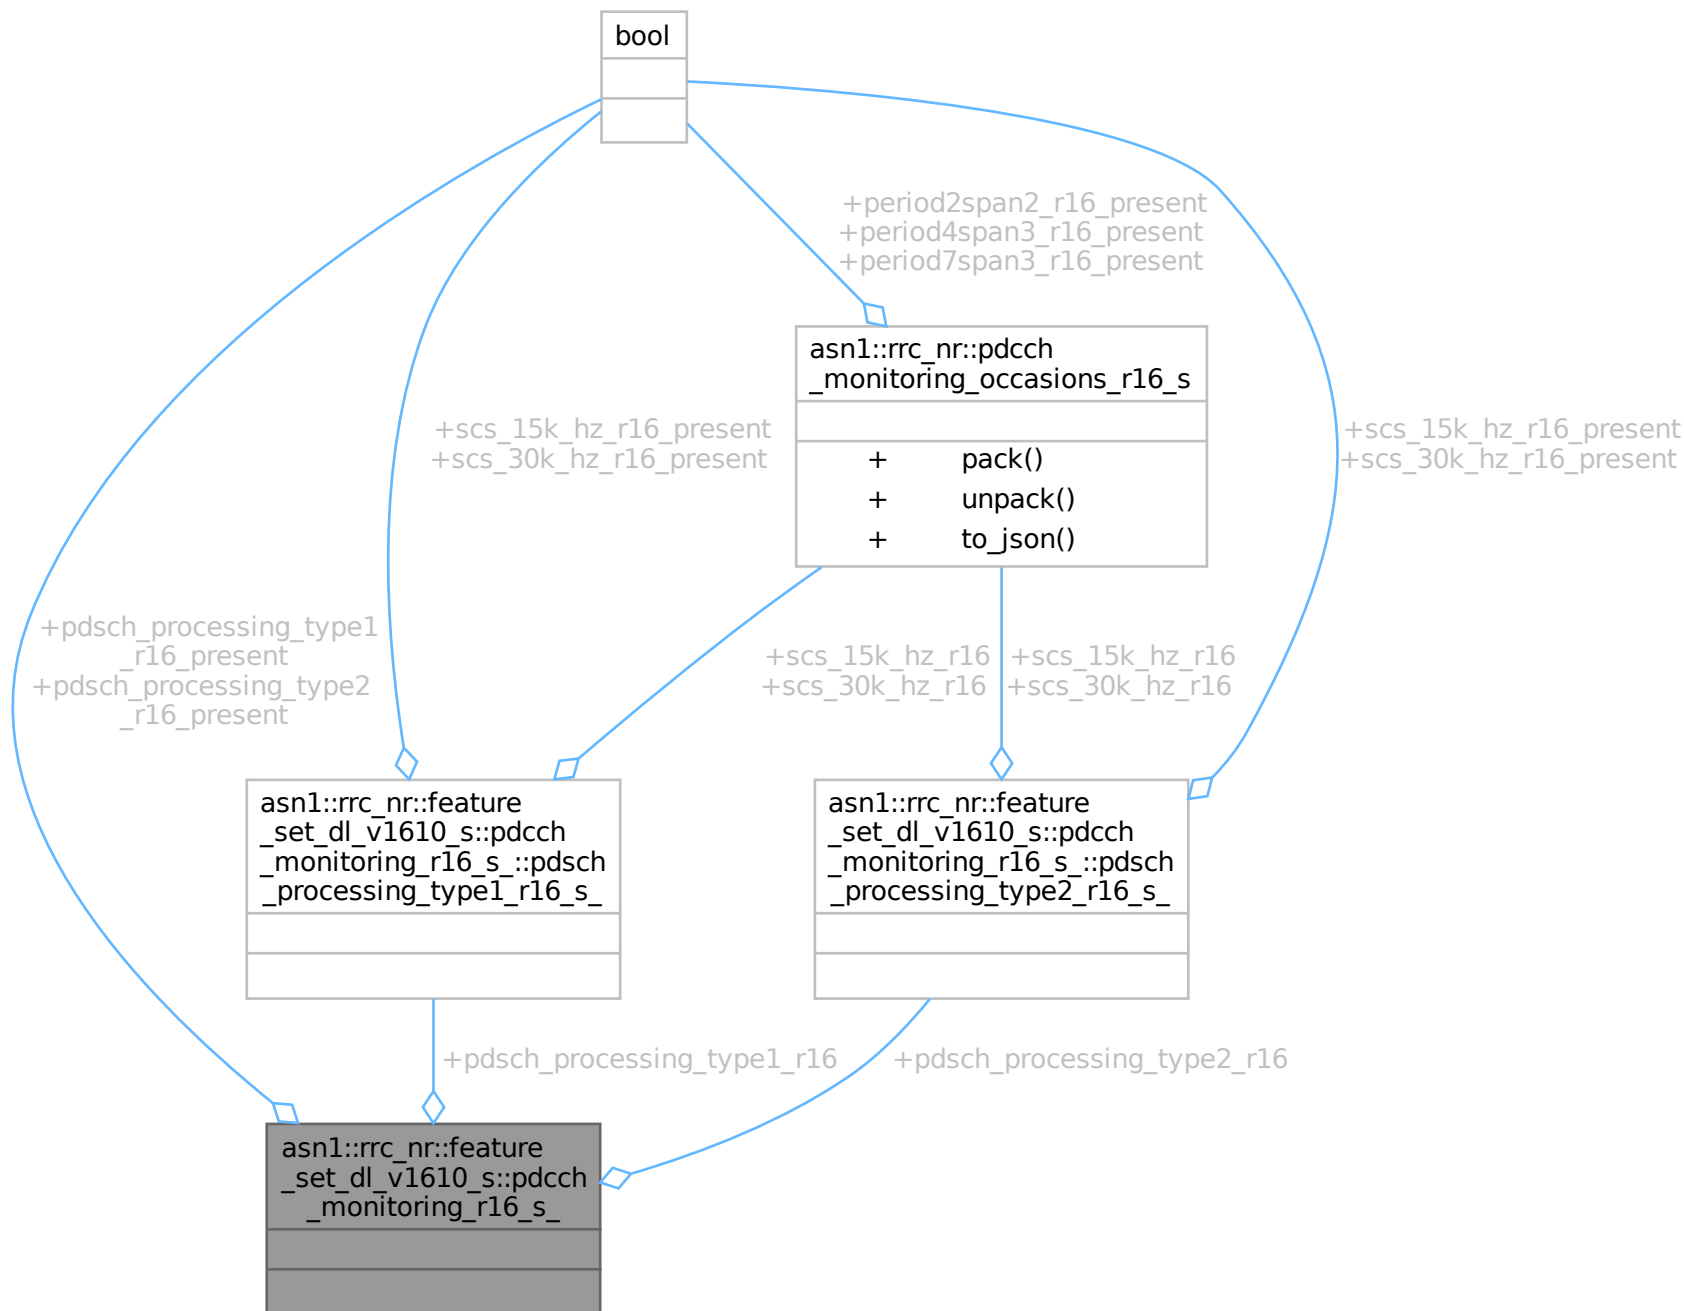 bool
+period2span2_r16_present
+period4span3_r16_present
+period7span3_r16_present
asn1::rrc_nr::pdcch
_monitoring_occasions_r16_s
+ pack()
+ unpack()
+ to_json()
+scs_15k_hz_r16_present
+scs_30k_hz_r16_present
+scs_15k_hz_r16_present
+scs_30k_hz_r16_present
+pdsch_processing_type1
_r16_present
+pdsch_processing_type2
_r16_present
+scs_15k_hz_r16
+scs_30k_hz_r16
+scs_15k_hz_r16
+scs_30k_hz_r16
asn1::rrc_nr::feature
_set_dl_v1610_s::pdcch
_monitoring_r16_s_::pdsch
_processing_type1_r16_s_
asn1::rrc_nr::feature
_set_dl_v1610_s::pdcch
_monitoring_r16_s_::pdsch
_processing_type2_r16_s_
+pdsch_processing_type1_r16
+pdsch_processing_type2_r16
asn1::rrc_nr::feature
_set_dl_v1610_s::pdcch
_monitoring_r16_s_